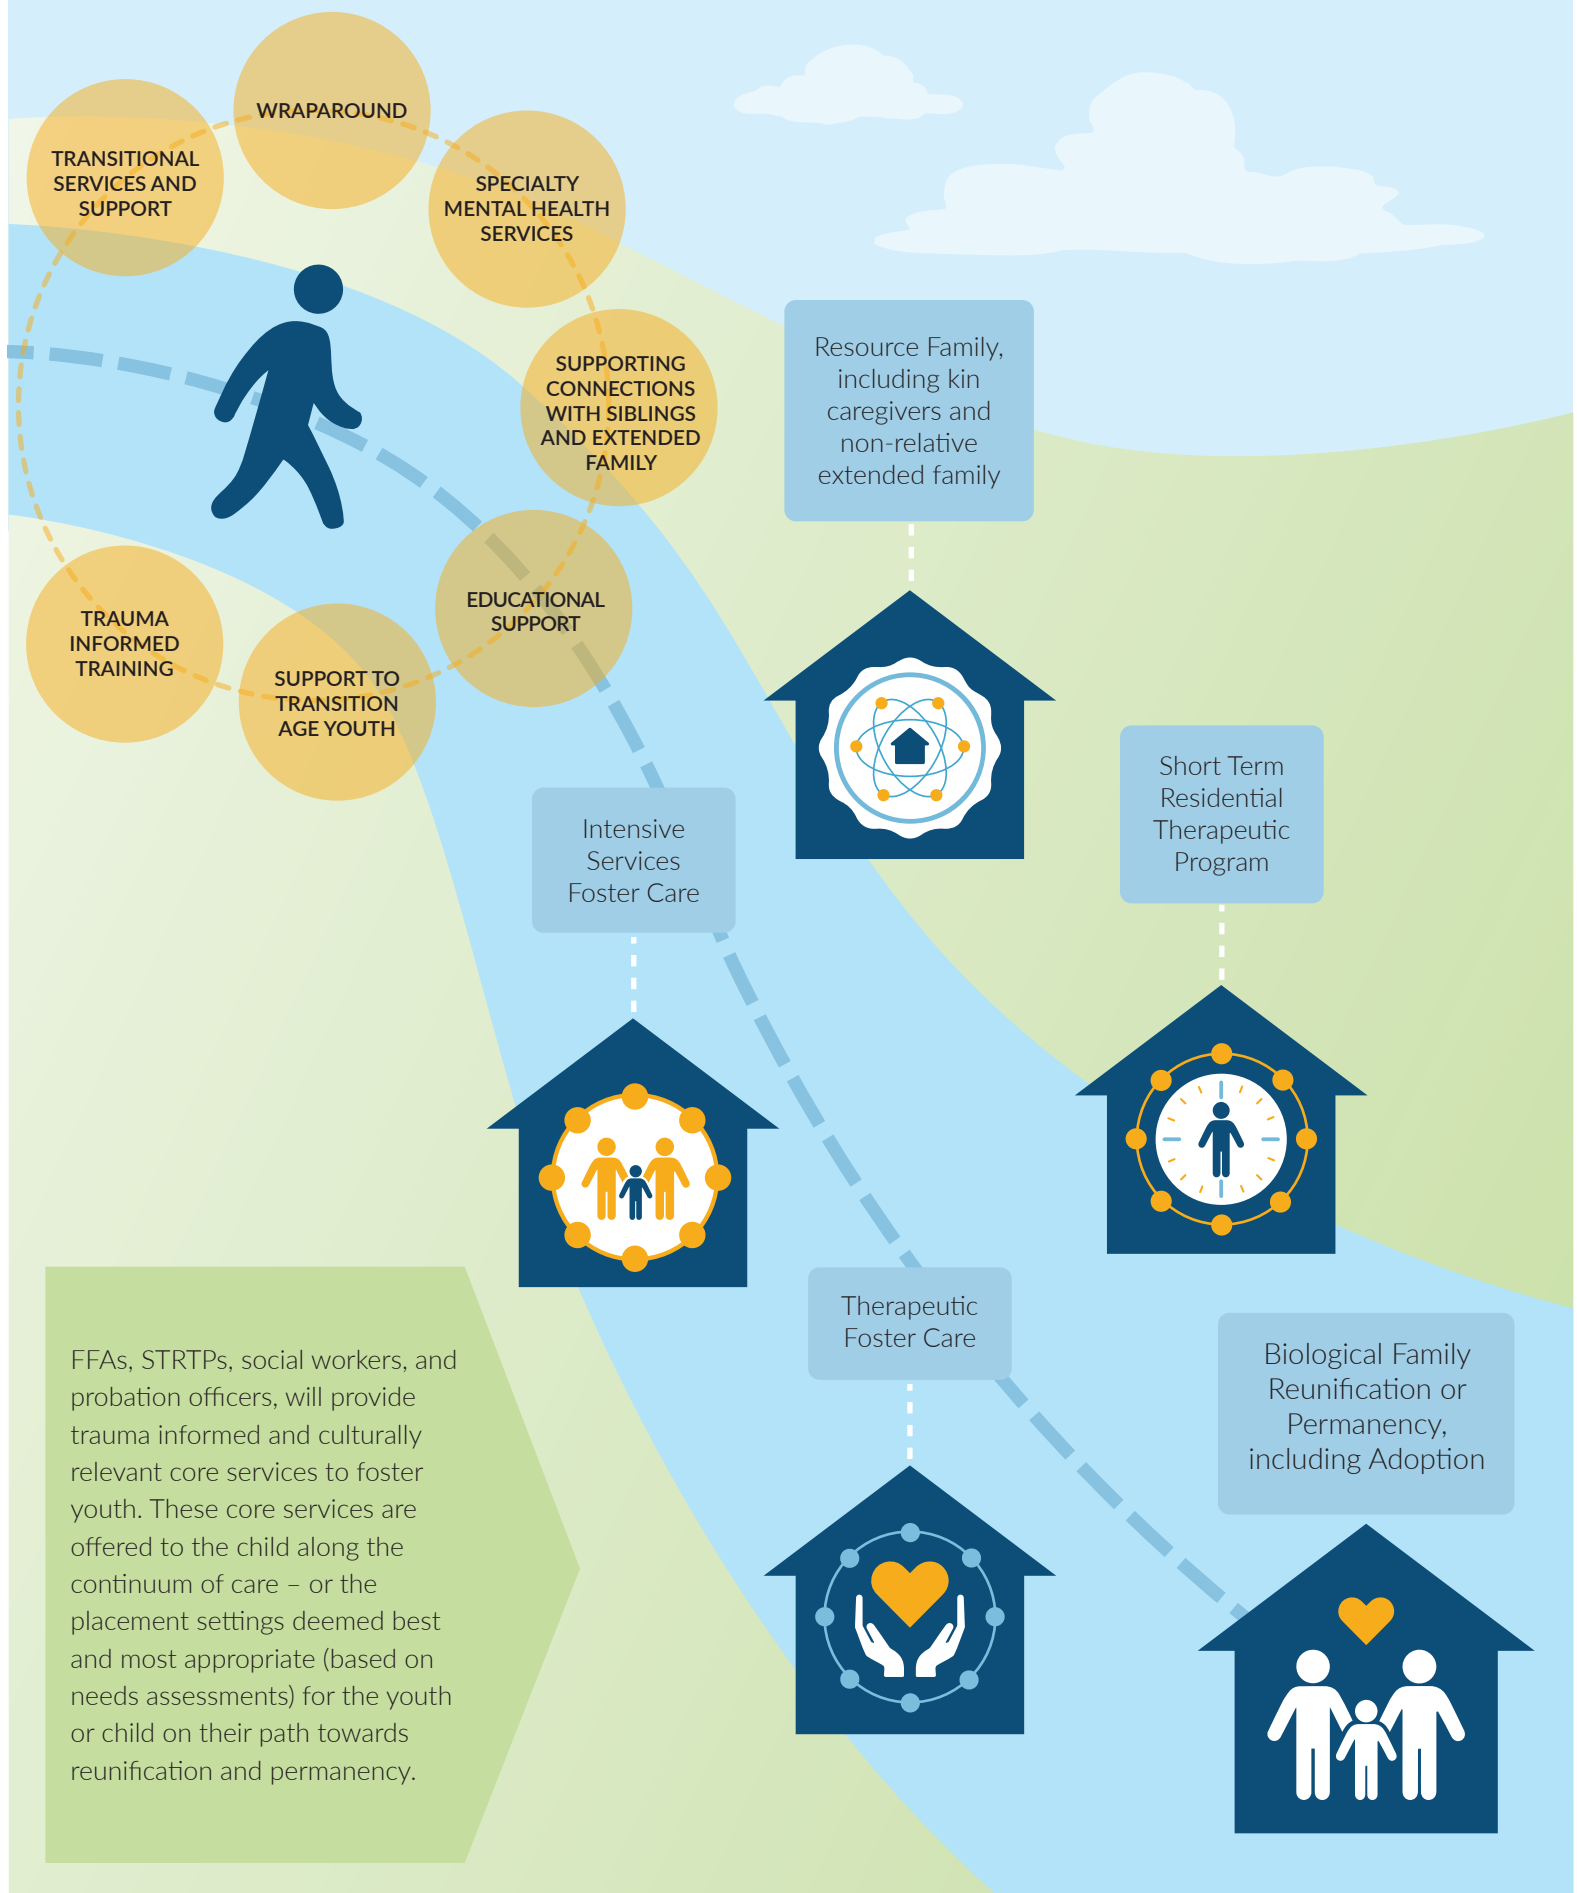 WRAPAROUND
TRANSITIONAL
SERVICES AND
SUPPORT
SPECIALTY
MENTAL HEALTH
SERVICES
SUPPORTING
CONNECTIONS
WITH SIBLINGS
AND EXTENDED
FAMILY
EDUCATIONAL
SUPPORT
SUPPORT TO
TRANSITION
AGE YOUTH
TRAUMA
INFORMED
TRAINING
Resource Family,
including kin
caregivers and
non-relative
extended family
Intensive
Services
Foster Care
Short Term
Residential
Therapeutic
Program
Therapeutic
Foster Care
Biological Family
Reunification or
Permanency,
including Adoption
FFAs, STRTPs, social workers, and
probation officers, will provide
trauma informed and culturally
relevant core services to foster
youth. These core services are
offered to the child along the
continuum of care – or the
placement settings deemed best
and most appropriate (based on
needs assessments) for the youth
or child on their path towards
reunification and permanency.